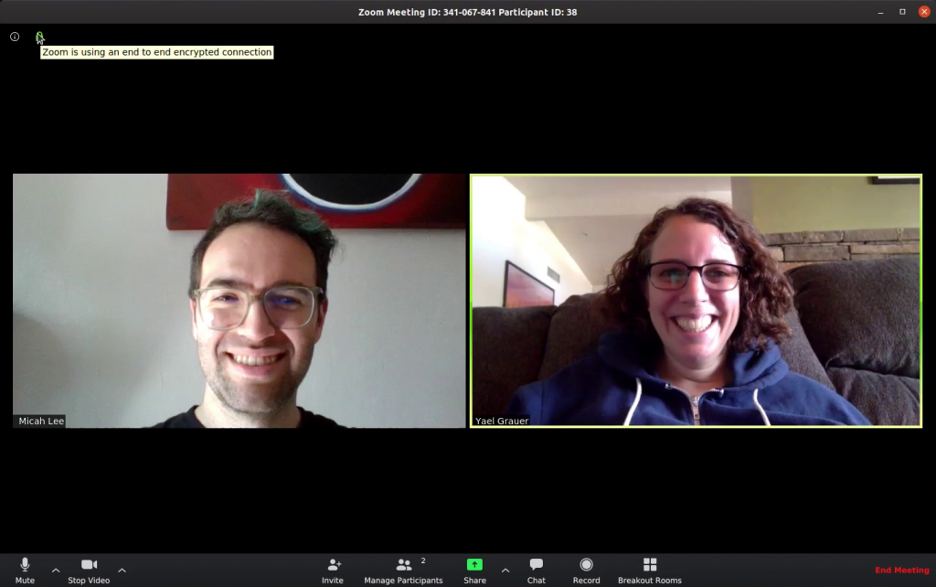 Zoom Meeting ID: 341-067-841 Participant ID: 38
Zoom is using an end to end encrypted connection
Micah Lee
Yael Grauer
Mute
Stop Video
Invite
2
Manage Participants
Share
Chat
Record
Breakout Rooms
End Meeting